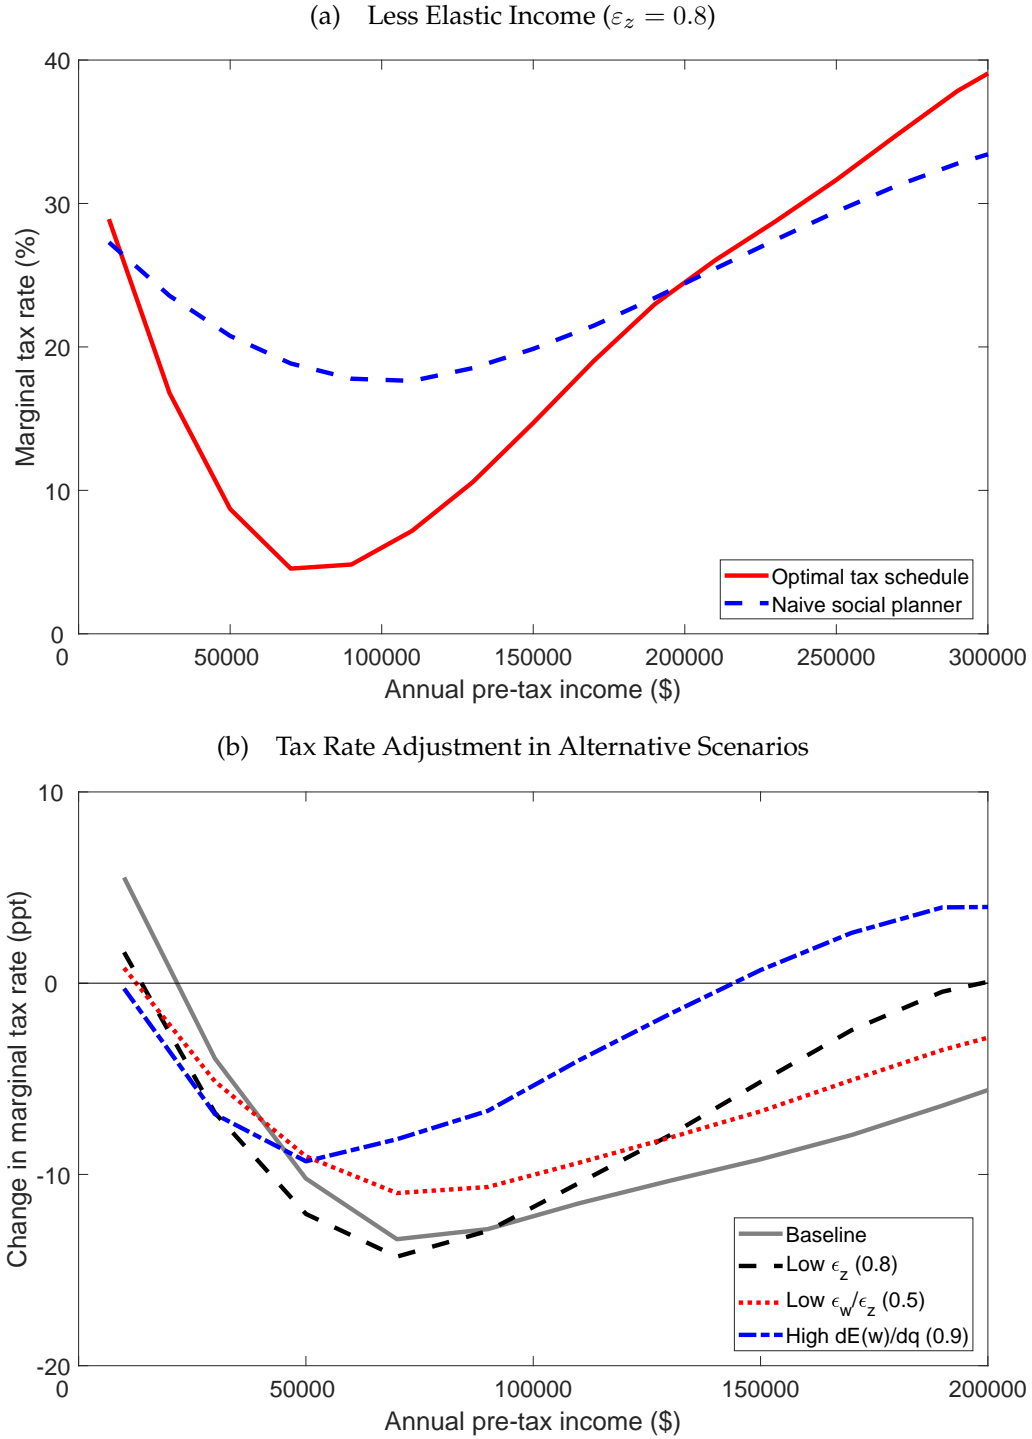 (a) Less Elastic Income (εz = 0.8)
40
30
20
10
0
Marginal tax rate (%)
Optimal tax schedule
Naive social planner
0 50000 100000 150000 200000 250000 300000
Annual pre-tax income ($)
(b) Tax Rate Adjustment in Alternative Scenarios
10
0
-10
-20
Change in marginal tax rate (ppt)
Baseline
Low ϵz (0.8)
Low ϵw/ϵz (0.5)
High dE(w)/dq (0.9)
0 50000 100000 150000 200000
Annual pre-tax income ($)